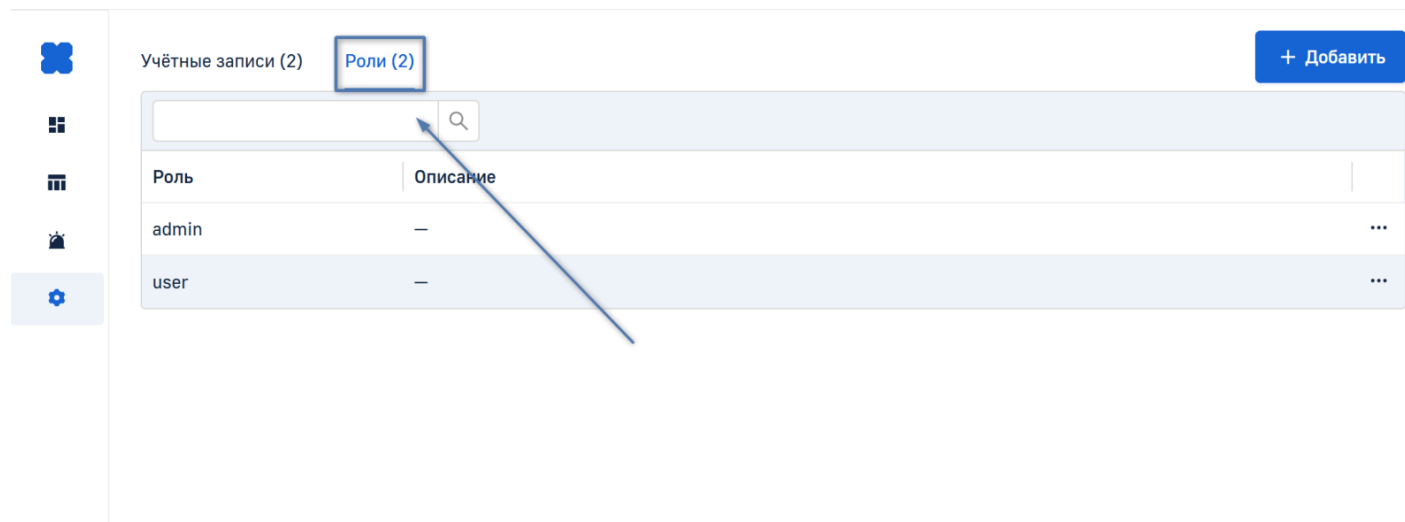 Учётные записи (2) Роли (2) + Добавить
Роль Описание
admin —
user —